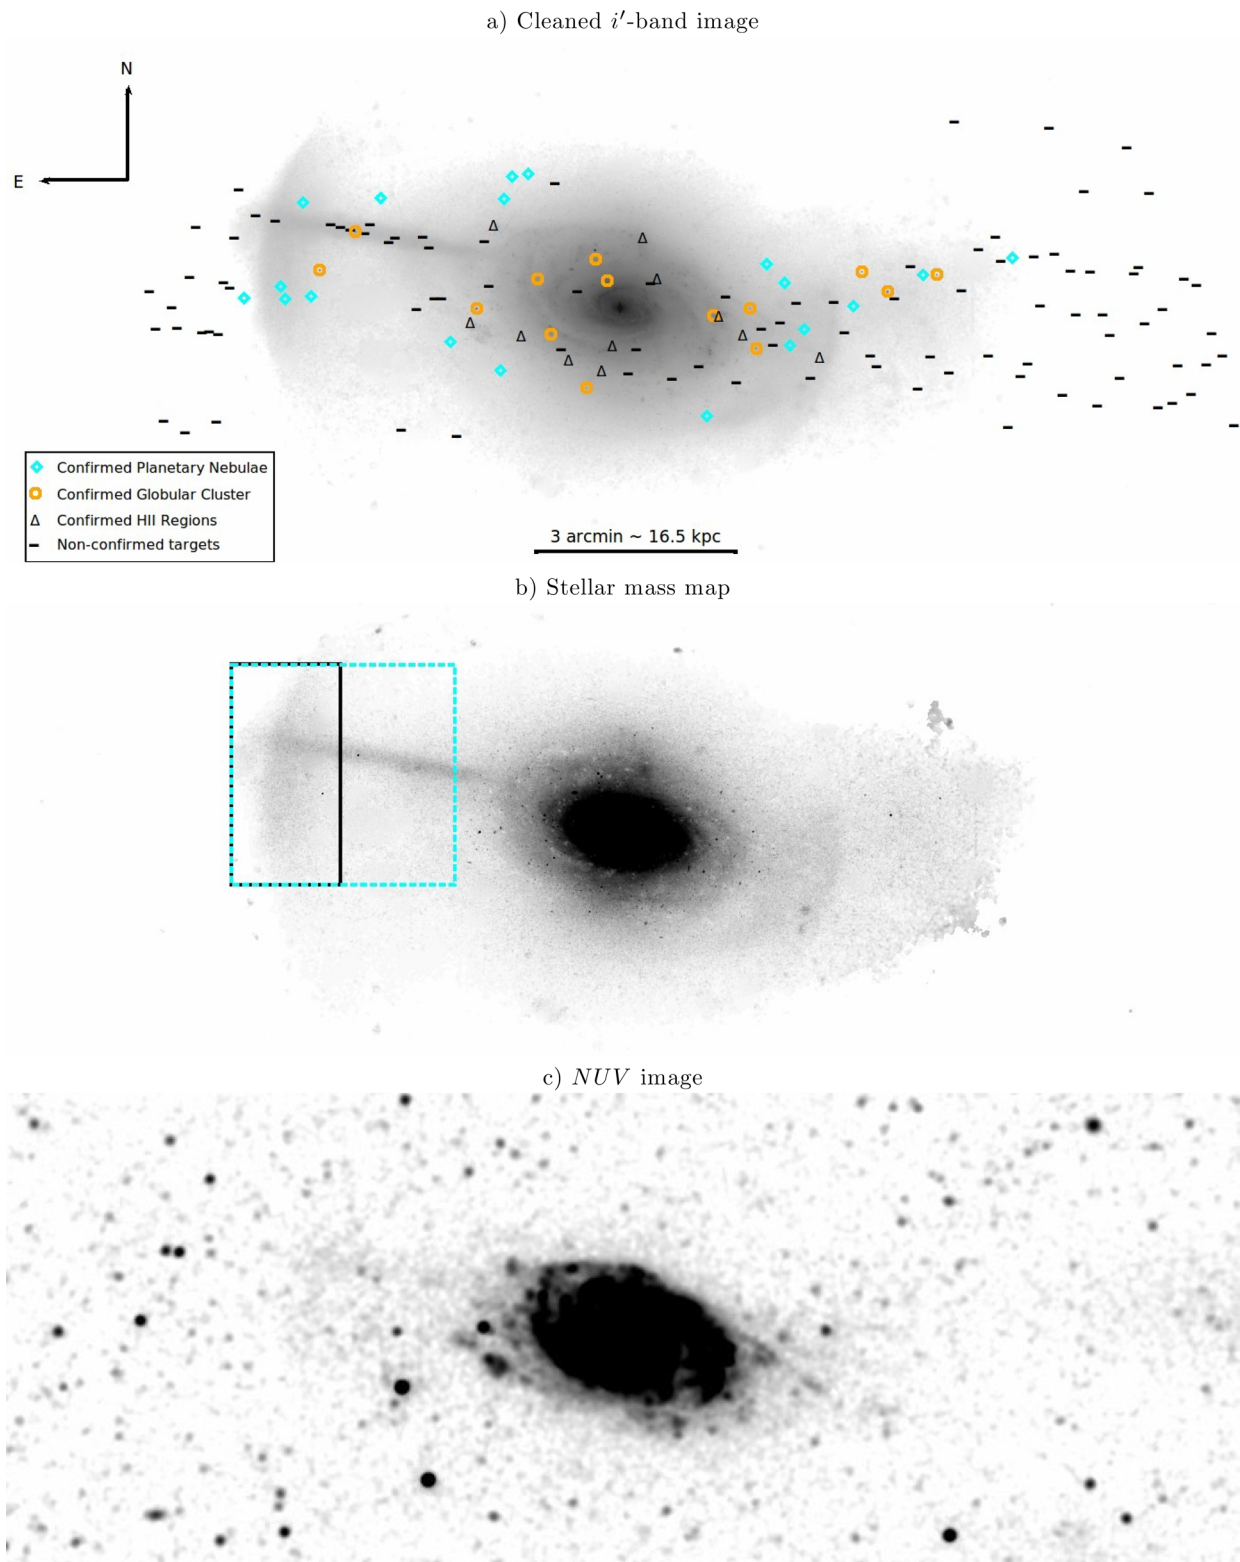 a) Cleaned i′-band image
N
E
Confirmed Planetary Nebulae
Confirmed Globular Cluster
Confirmed HII Regions
Non-confirmed targets
3 arcmin ~ 16.5 kpc
b) Stellar mass map
c) NUV image